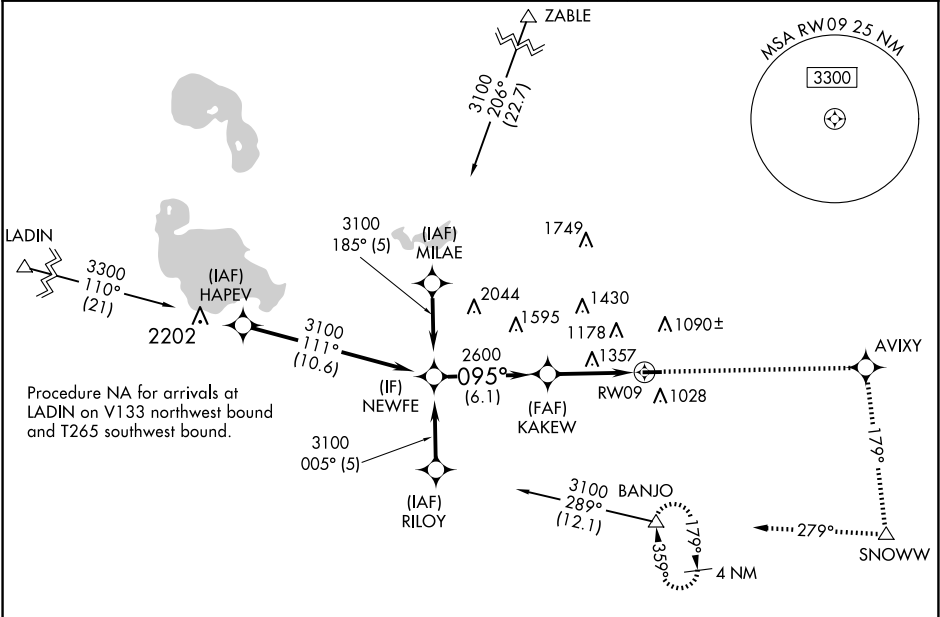 ZABLE
3100
206°
(22.7)
MSA RW09 25 NM
3300
LADIN
3300
110°
(21)
(IAF)
HAPEV
2202
3100
111°
(10.6)
3100
185° (5)
(IAF)
MILAE
1749
2044
1595
1430
1178
1090±
1357
2600
095°
(6.1)
(IF)
NEWFE
(FAF)
KAKEW
RW09
1028
AVIXY
Procedure NA for arrivals at
LADIN on V133 northwest bound
and T265 southwest bound.
3100
005° (5)
(IAF)
RILOY
3100
289°
(12.1)
BANJO
179°
359°
4 NM
179°
279°
SNOWW